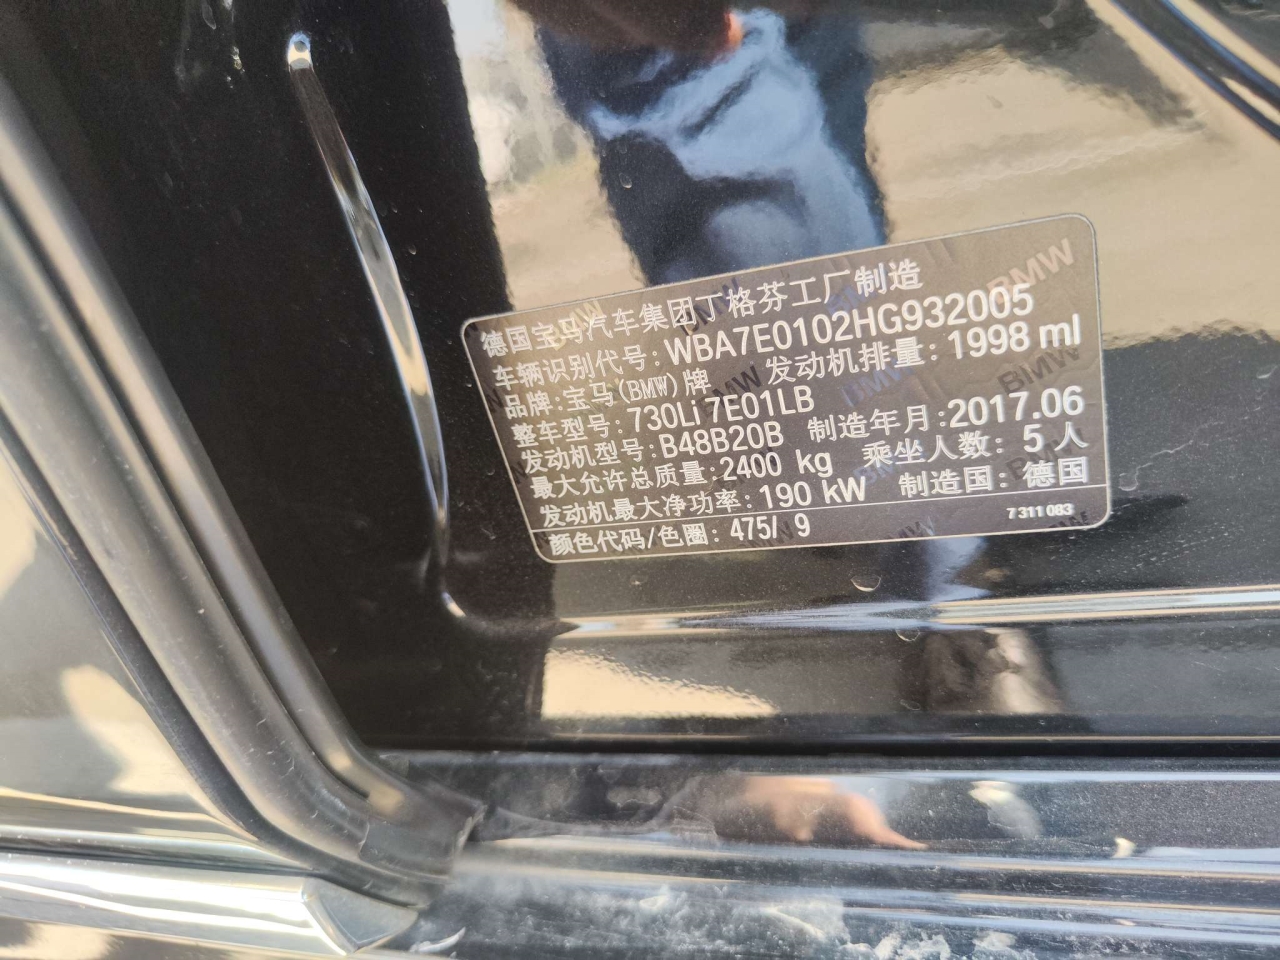 德国宝马汽车集团丁格芬工厂制造
车辆识别代号: WBA7E0102HG932005
品牌: 宝马(BMW)牌 发动机排量: 1998 ml
整车型号: 730Li 7E01LB
发动机型号: B48B20B 制造年月: 2017.06
最大允许总质量: 2400 kg 乘坐人数: 5 人
发动机最大净功率: 190 kW 制造国: 德国
颜色代码/色圈: 475/ 9 7 311 083